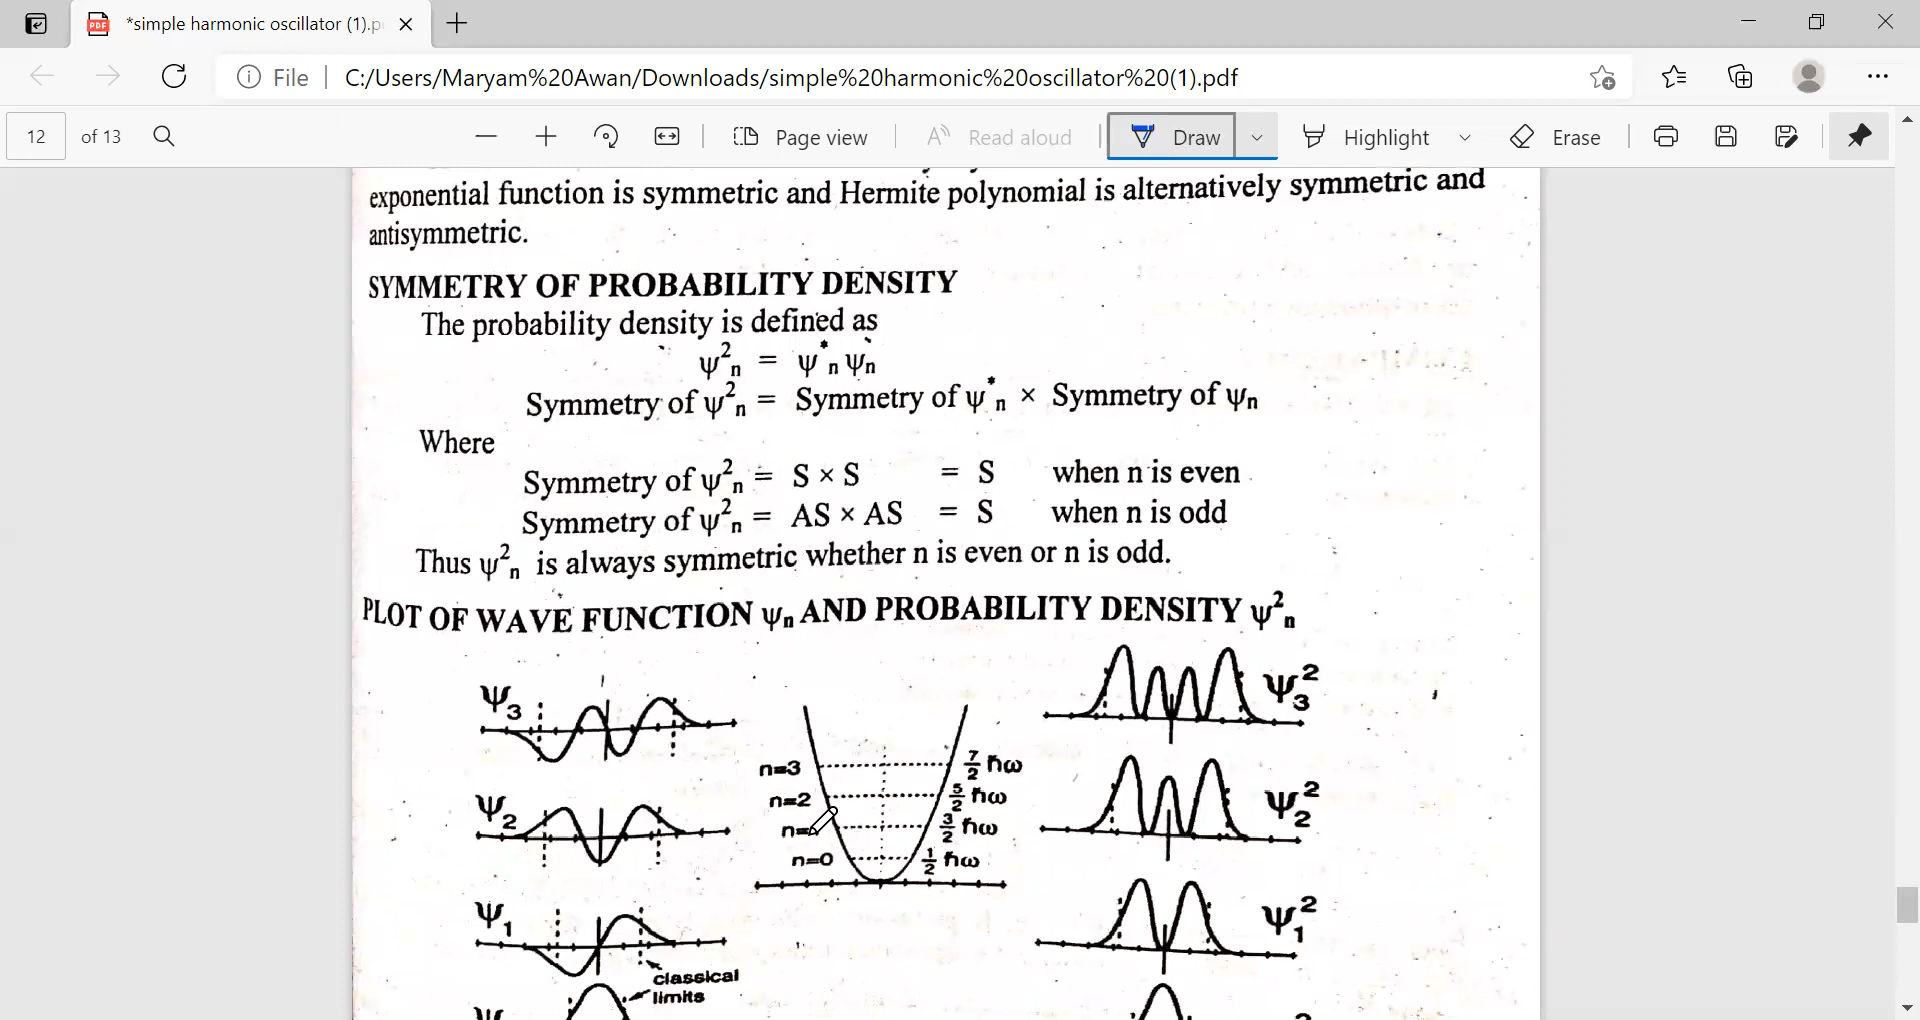 *simple harmonic oscillator (1).p
File
C:/Users/Maryam%20Awan/Downloads/simple%20harmonic%20oscillator%20(1).pdf
12 of 13
Page view
Read aloud
Draw
Highlight
Erase
exponential function is symmetric and Hermite polynomial is alternatively symmetric and
antisymmetric.
SYMMETRY OF PROBABILITY DENSITY
The probability density is defined as
ψ²ₙ = ψ*ₙ ψₙ
Symmetry of ψ²ₙ = Symmetry of ψ*ₙ × Symmetry of ψₙ
Where
Symmetry of ψ²ₙ = S × S = S when n is even
Symmetry of ψ²ₙ = AS × AS = S when n is odd
Thus ψ²ₙ is always symmetric whether n is even or n is odd.
PLOT OF WAVE FUNCTION ψₙ AND PROBABILITY DENSITY ψ²ₙ
ψ₃
ψ₂
ψ₁
classical
limits
n=3 7/2 ħω
n=2 5/2 ħω
n= 3/2 ħω
n=0 1/2 ħω
ψ₃²
ψ₂²
ψ₁²